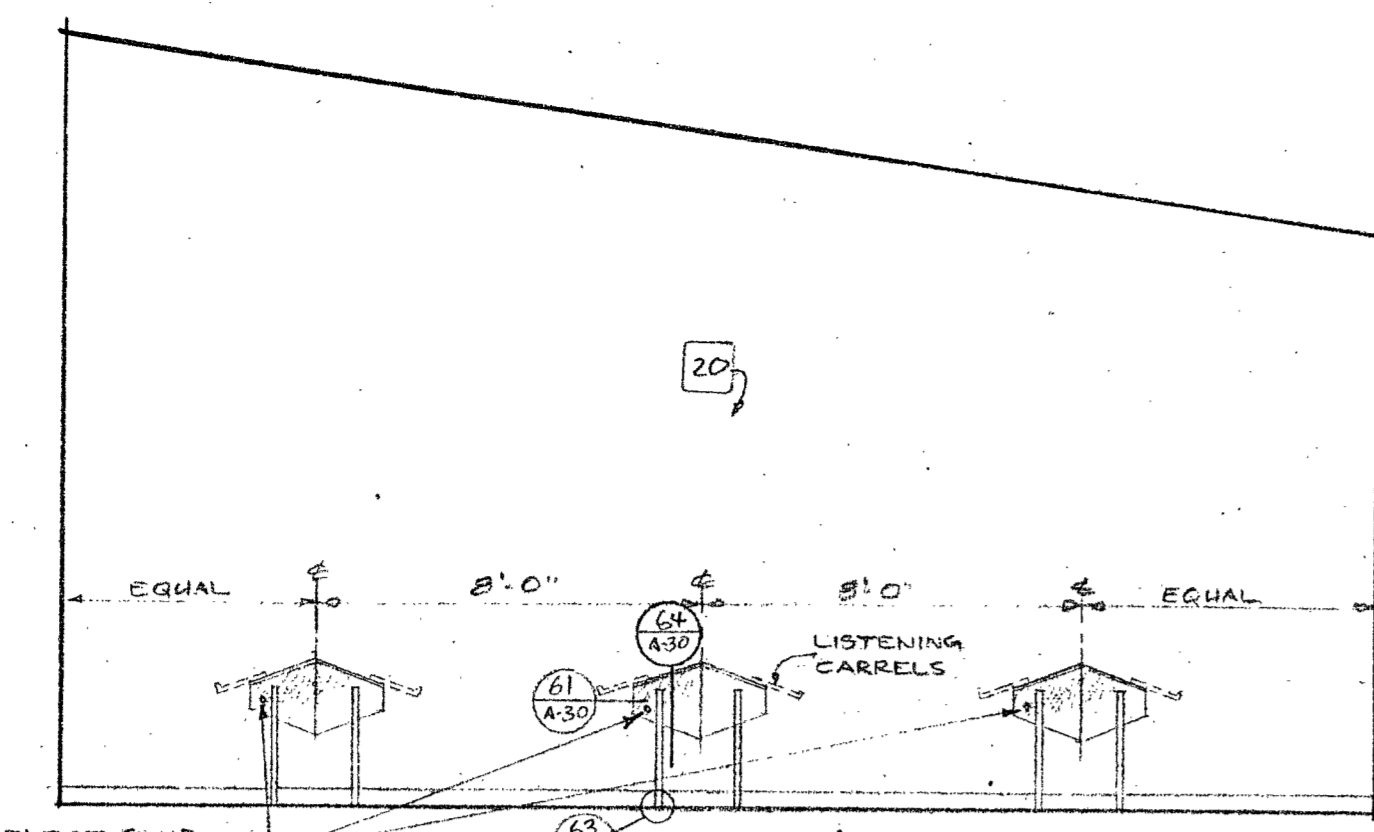 20
EQUAL
℄
8'-0"
℄
8'-0"
℄
EQUAL
64
A-30
LISTENING
CARRELS
61
A-30
63